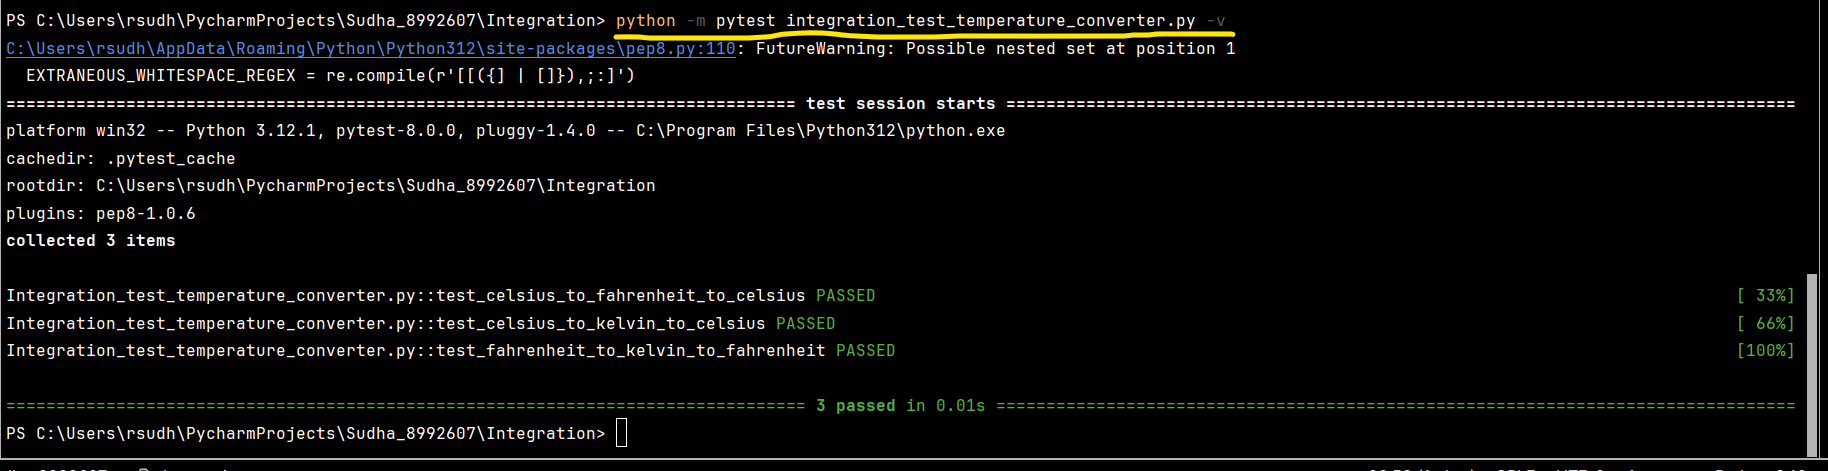 PS C:\Users\rsudh\PycharmProjects\Sudha_8992607\Integration> python -m pytest integration_test_temperature_converter.py -v
C:\Users\rsudh\AppData\Roaming\Python\Python312\site-packages\pep8.py:110: FutureWarning: Possible nested set at position 1
  EXTRANEOUS_WHITESPACE_REGEX = re.compile(r'[[({] | []}),;:]')
=============================================================================== test session starts ===============================================================================
platform win32 -- Python 3.12.1, pytest-8.0.0, pluggy-1.4.0 -- C:\Program Files\Python312\python.exe
cachedir: .pytest_cache
rootdir: C:\Users\rsudh\PycharmProjects\Sudha_8992607\Integration
plugins: pep8-1.0.6
collected 3 items
Integration_test_temperature_converter.py::test_celsius_to_fahrenheit_to_celsius PASSED [ 33%]
Integration_test_temperature_converter.py::test_celsius_to_kelvin_to_celsius PASSED [ 66%]
Integration_test_temperature_converter.py::test_fahrenheit_to_kelvin_to_fahrenheit PASSED [100%]
================================================================================ 3 passed in 0.01s ================================================================================
PS C:\Users\rsudh\PycharmProjects\Sudha_8992607\Integration>